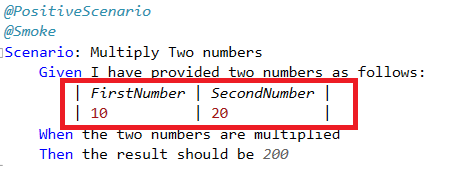 @PositiveScenario
@Smoke
Scenario: Multiply Two numbers
Given I have provided two numbers as follows:
| FirstNumber | SecondNumber |
| 10 | 20 |
When the two numbers are multiplied
Then the result should be 200